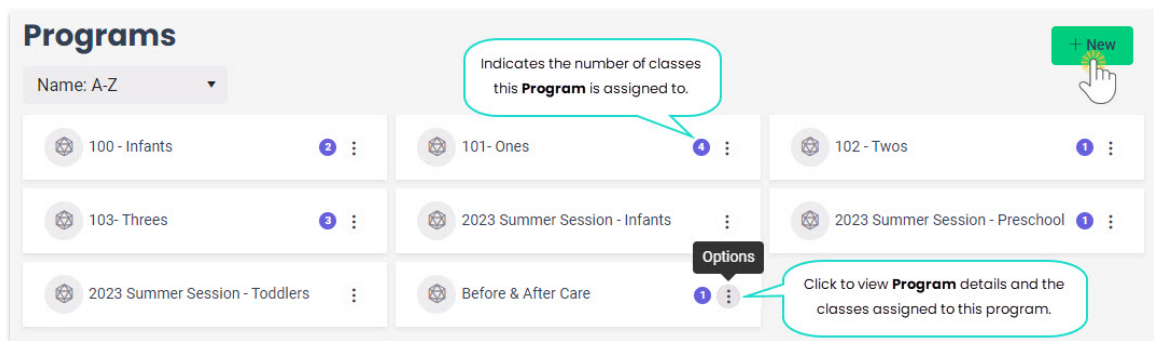 Programs
+ New
Name: A-Z
Indicates the number of classes
this Program is assigned to.
100 - Infants 2
101- Ones 4
102 - Twos 1
103- Threes 3
2023 Summer Session - Infants
2023 Summer Session - Preschool 1
Options
2023 Summer Session - Toddlers
Before & After Care 1
Click to view Program details and the
classes assigned to this program.